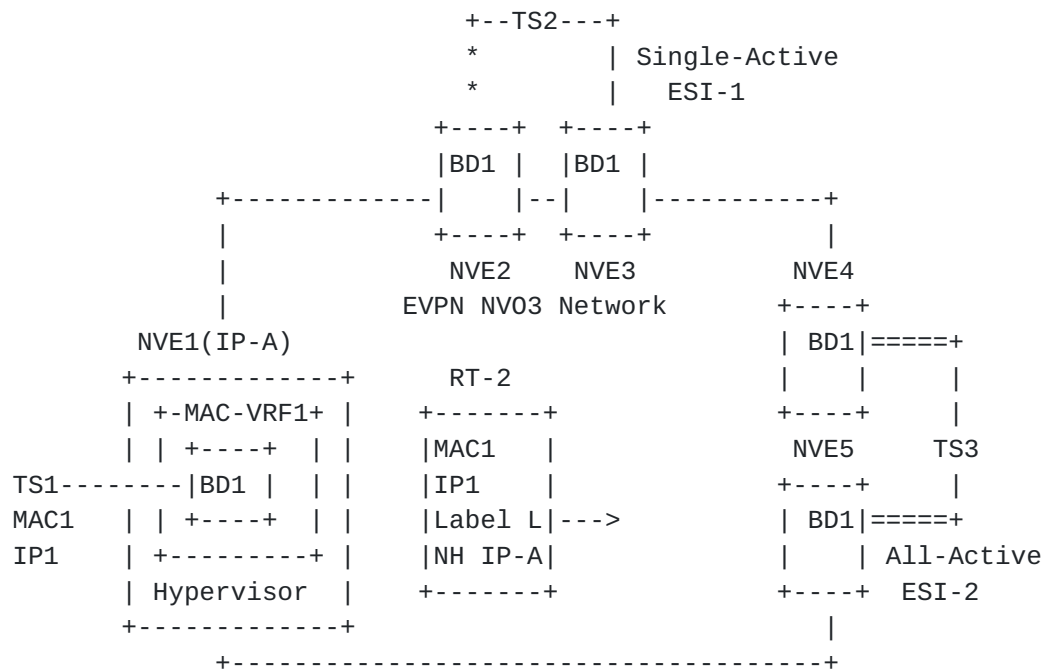 +--TS2---+
                          *        | Single-Active
                          *        |   ESI-1
                        +----+  +----+
                        |BD1 |  |BD1 |
            +-------------|    |--|    |-----------+
            |           +----+  +----+           |
            |            NVE2    NVE3          NVE4
            |         EVPN NVO3 Network       +----+
       NVE1(IP-A)                             | BD1|=====+
      +-------------+      RT-2               |    |     |
      | +-MAC-VRF1+ |    +-------+            +----+     |
      | | +----+  | |    |MAC1   |             NVE5     TS3
TS1--------|BD1 |  | |    |IP1    |            +----+     |
MAC1  | | +----+  | |    |Label L|--->        | BD1|=====+
IP1   | +---------+ |    |NH IP-A|            |    | All-Active
      | Hypervisor  |    +-------+            +----+  ESI-2
      +-------------+                            |
            +------------------------------------+